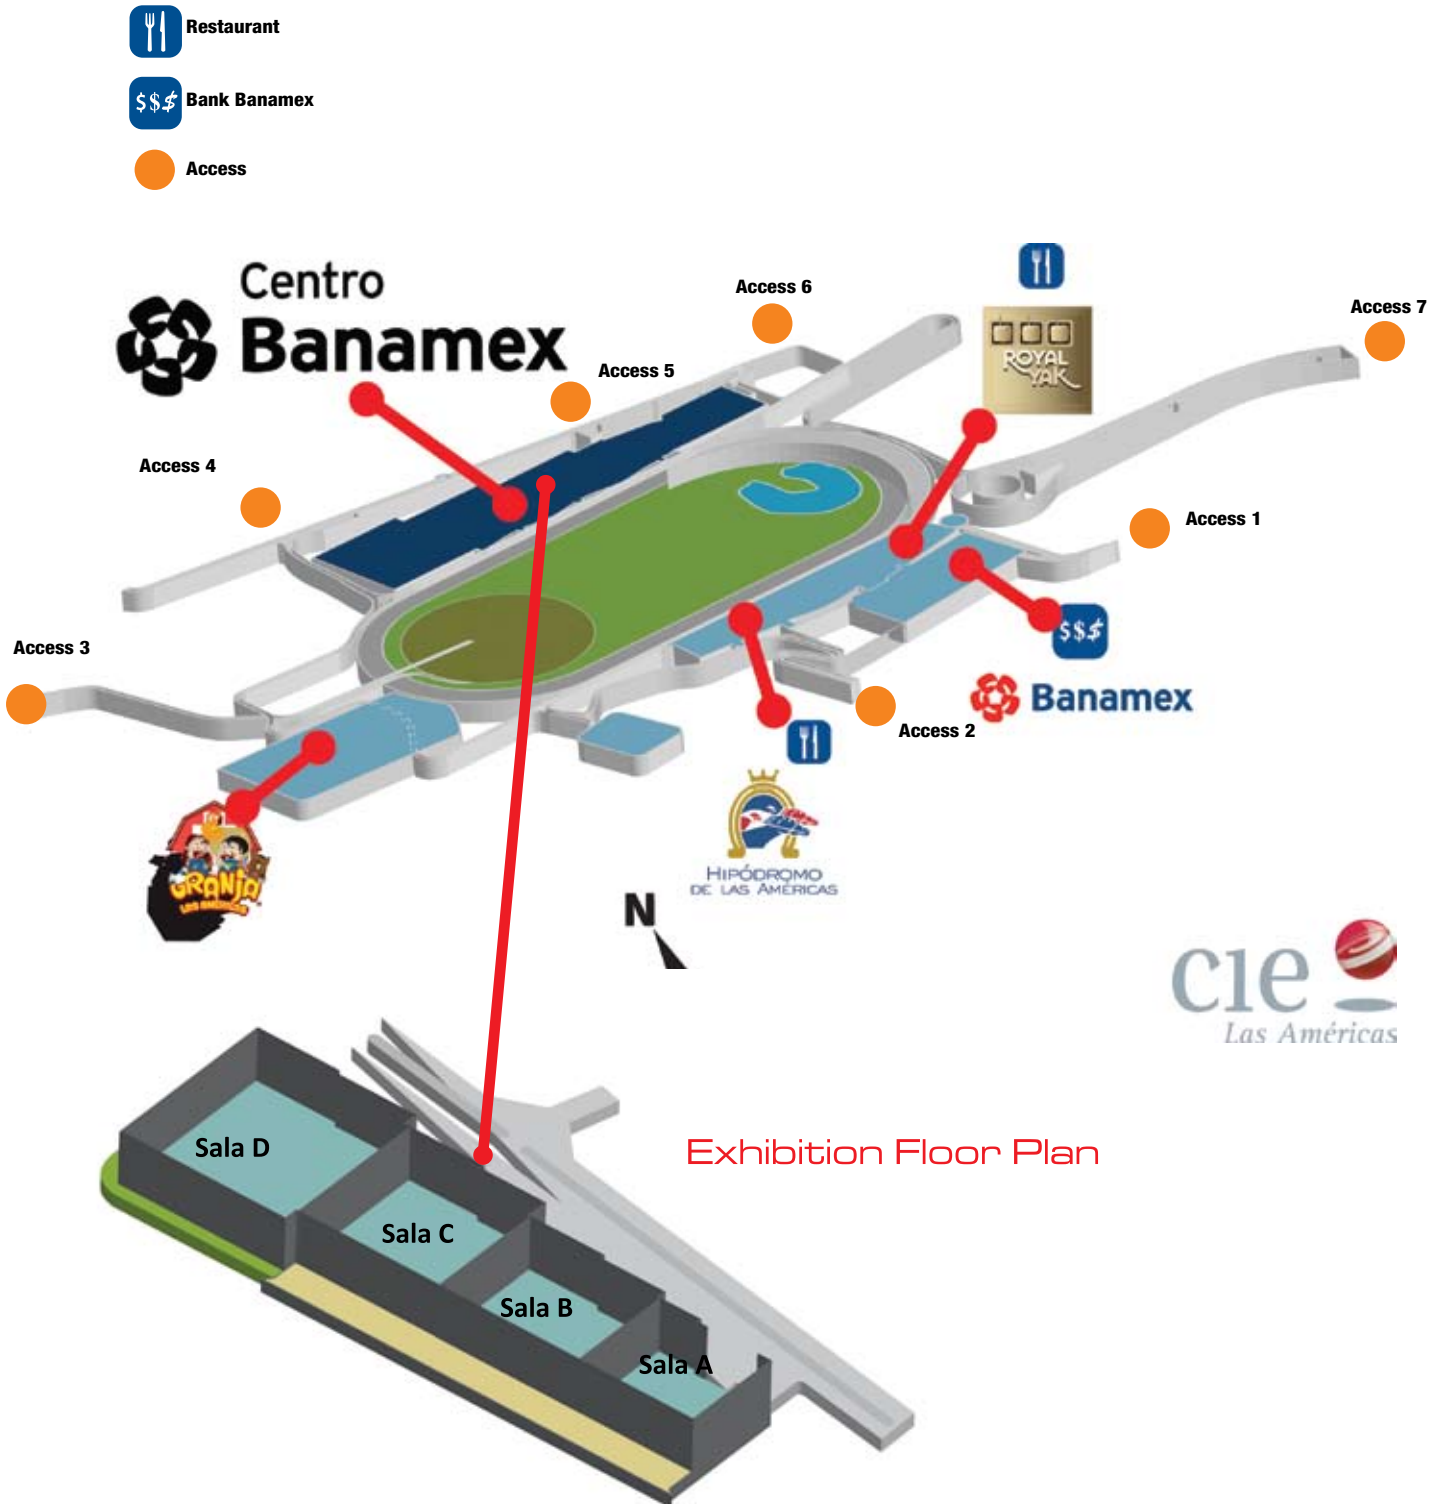 Restaurant
$$$ Bank Banamex
Access
Centro
Banamex
Access 6
Access 7
ROYAL
YAK
Access 5
Access 4
Access 1
$$$
Access 3
Banamex
Access 2
GRANJA
LAS AMÉRICAS
HIPÓDROMO
DE LAS AMÉRICAS
N
cie
Las Américas
Exhibition Floor Plan
Sala D
Sala C
Sala B
Sala A